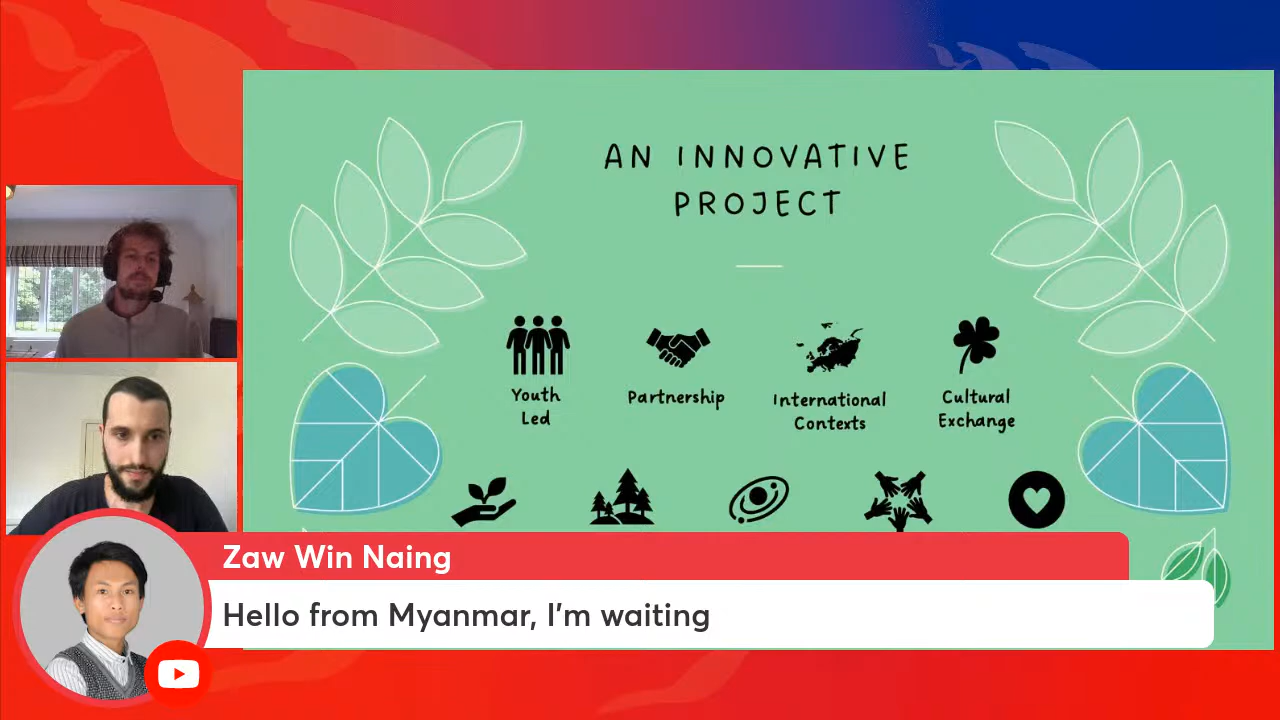 AN INNOVATIVE
PROJECT
Youth
Led
Partnership
International
Contexts
Cultural
Exchange
Zaw Win Naing
Hello from Myanmar, I'm waiting